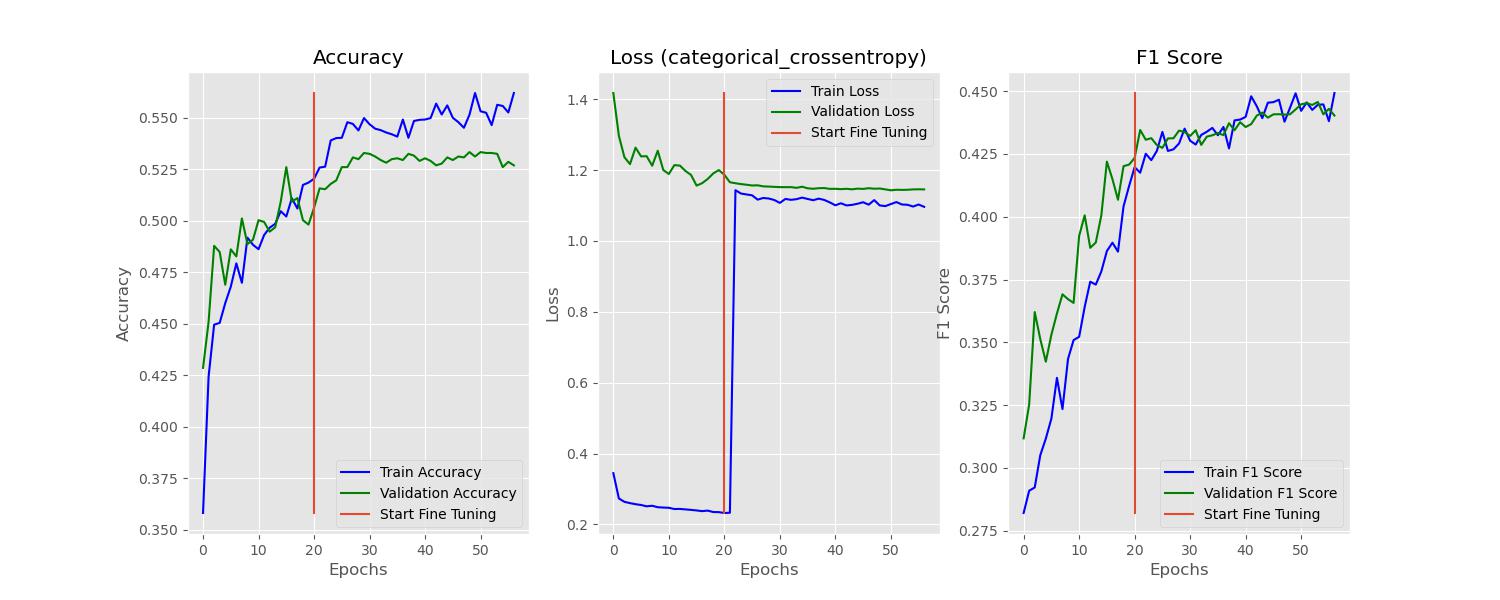 Accuracy
Accuracy
0.550
0.525
0.500
0.475
0.450
0.425
0.400
0.375
0.350
0
10
20
30
40
50
Epochs
Train Accuracy
Validation Accuracy
Start Fine Tuning
Loss (categorical_crossentropy)
Loss
1.4
1.2
1.0
0.8
0.6
0.4
0.2
0
10
20
30
40
50
Epochs
Train Loss
Validation Loss
Start Fine Tuning
F1 Score
F1 Score
0.450
0.425
0.400
0.375
0.350
0.325
0.300
0.275
0
10
20
30
40
50
Epochs
Train F1 Score
Validation F1 Score
Start Fine Tuning